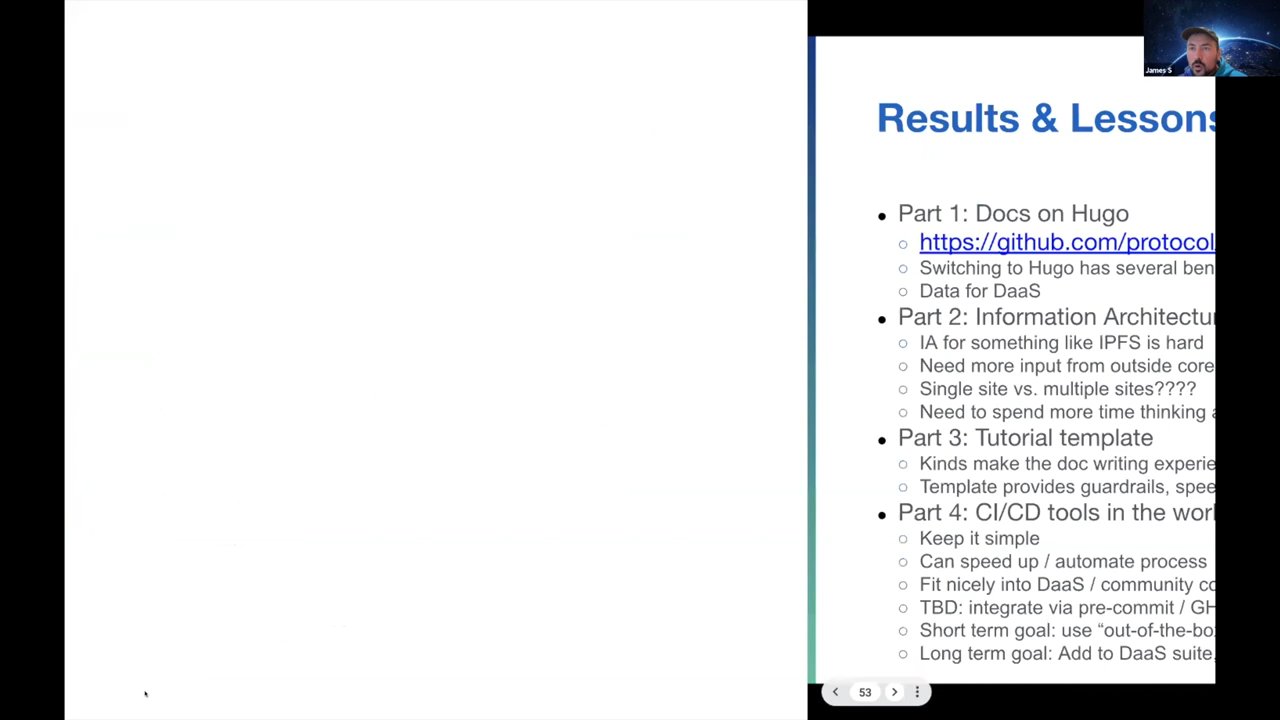 James S
Results & Lessons
• Part 1: Docs on Hugo
○ https://github.com/protocol
○ Switching to Hugo has several ben
○ Data for DaaS
• Part 2: Information Architectu
○ IA for something like IPFS is hard
○ Need more input from outside core
○ Single site vs. multiple sites????
○ Need to spend more time thinking a
• Part 3: Tutorial template
○ Kinds make the doc writing experie
○ Template provides guardrails, spee
• Part 4: CI/CD tools in the wor
○ Keep it simple
○ Can speed up / automate process
○ Fit nicely into DaaS / community co
○ TBD: integrate via pre-commit / GH
○ Short term goal: use “out-of-the-bo
○ Long term goal: Add to DaaS suite,
53